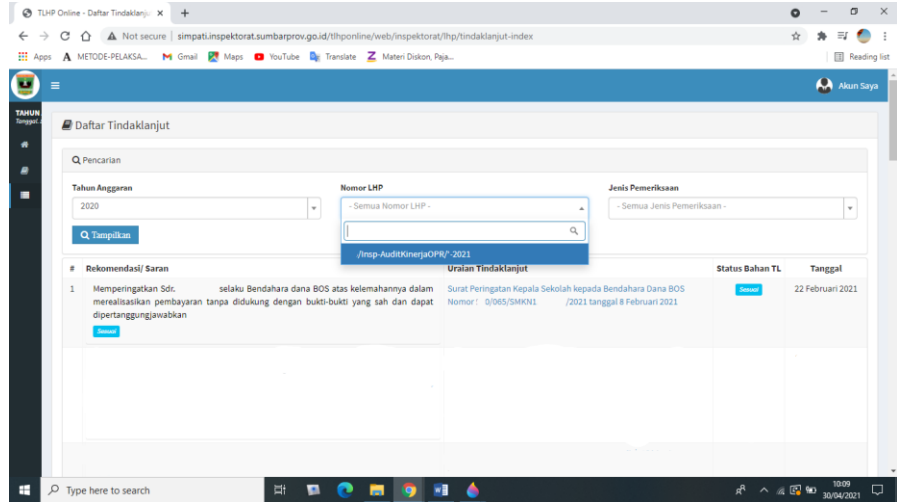 TLHP Online - Daftar Tindaklanju
Not secure | simpati.inspektorat.sumbarprov.go.id/tlhponline/web/inspektorat/lhp/tindaklanjut-index
Apps METODE-PELAKSA... Gmail Maps YouTube Translate Materi Diskon, Paja... Reading list
Akun Saya
TAHUN
Tanggal.
Daftar Tindaklanjut
Pencarian
Tahun Anggaran Nomor LHP Jenis Pemeriksaan
2020 - Semua Nomor LHP - - Semua Jenis Pemeriksaan -
Tampilkan
/Insp-AuditKinerjaOPR/*-2021
# Rekomendasi/ Saran Uraian Tindaklanjut Status Bahan TL Tanggal
1 Memperingatkan Sdr. selaku Bendahara dana BOS atas kelemahannya dalam Surat Peringatan Kepala Sekolah kepada Bendahara Dana BOS Sesuai 22 Februari 2021
merealisasikan pembayaran tanpa didukung dengan bukti-bukti yang sah dan dapat Nomor 0/065/SMKN1 /2021 tanggal 8 Februari 2021
dipertanggungjawabkan
Sesuai
Type here to search 10:09
30/04/2021